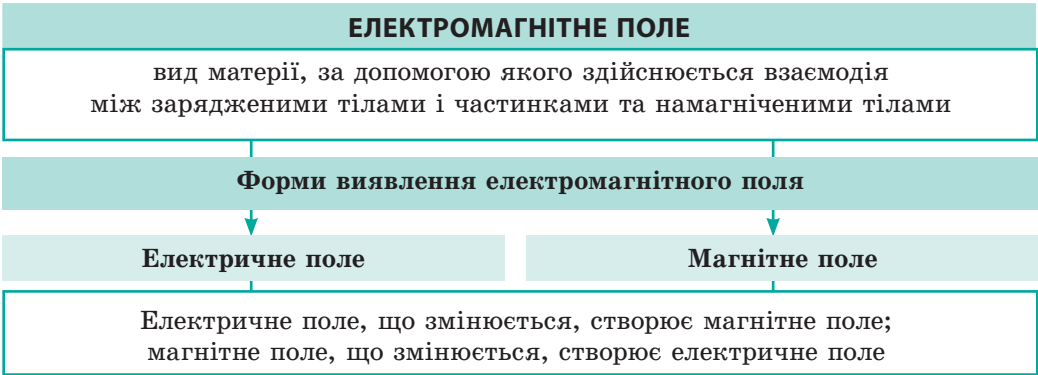 ЕЛЕКТРОМАГНІТНЕ ПОЛЕ
вид матерії, за допомогою якого здійснюється взаємодія
між зарядженими тілами і частинками та намагніченими тілами
Форми виявлення електромагнітного поля
Електричне поле
Магнітне поле
Електричне поле, що змінюється, створює магнітне поле;
магнітне поле, що змінюється, створює електричне поле